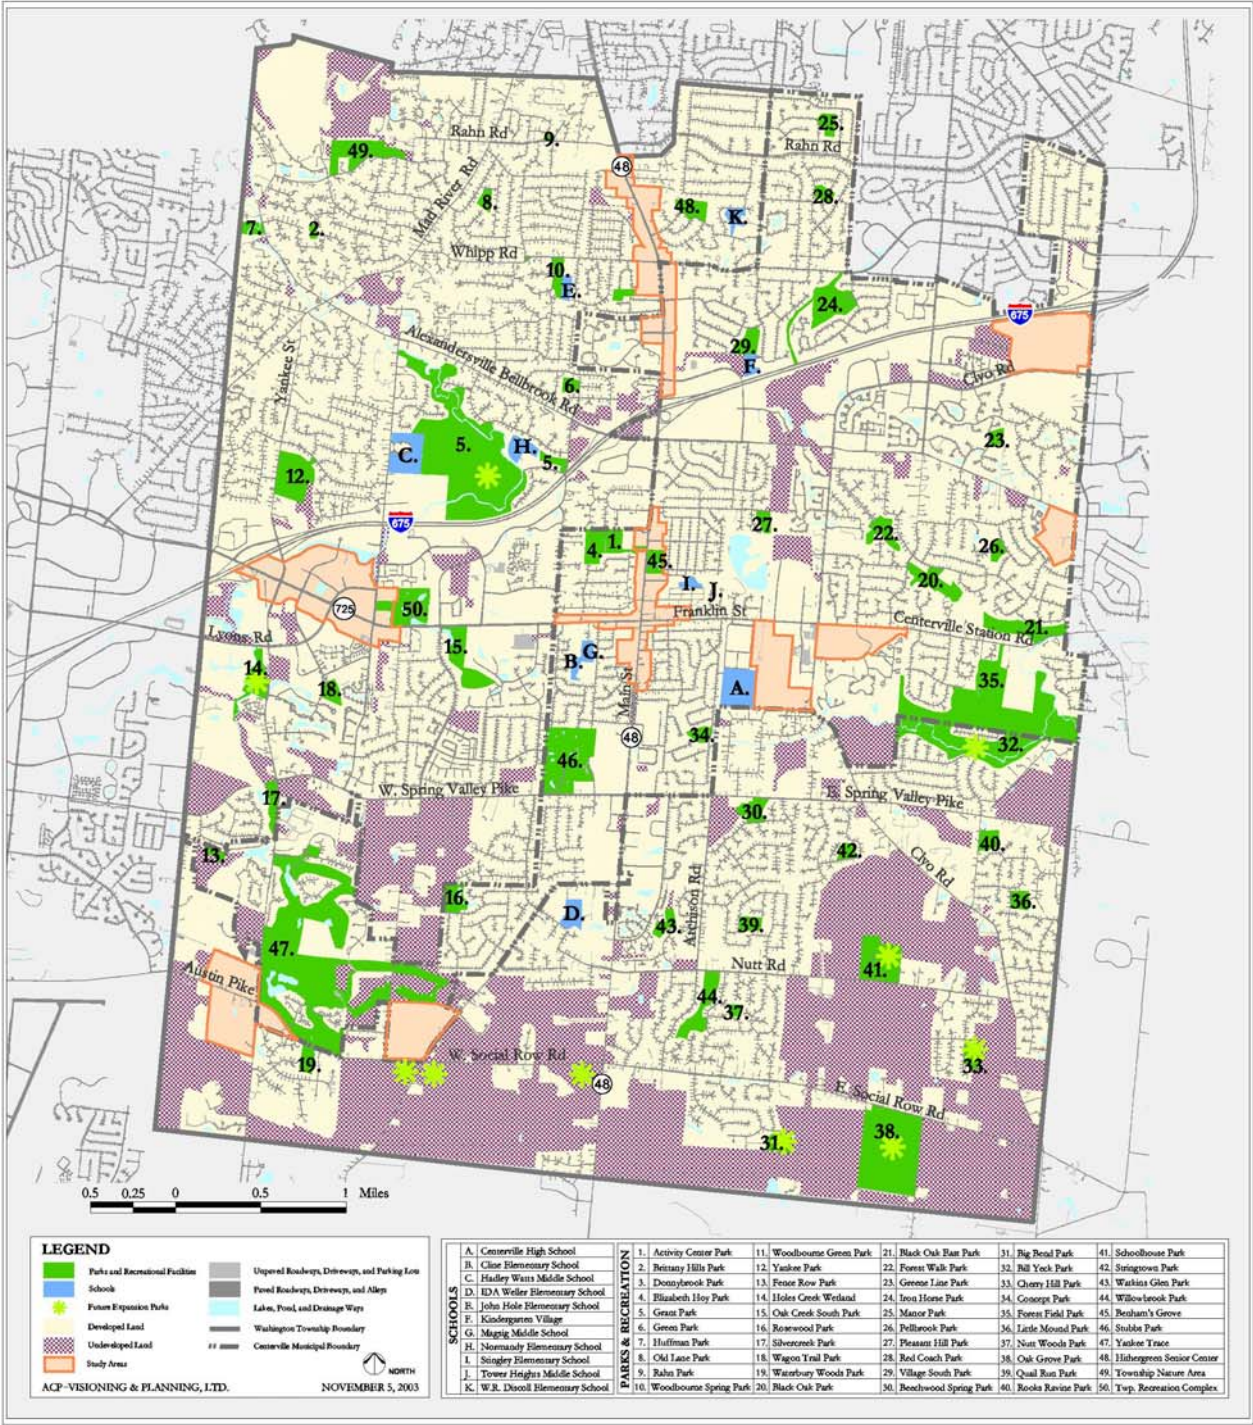 Rahn Rd
9.
25.
Rahn Rd
48
49.
Mad River Rd
8.
48.
K.
28.
7.
2.
Whipp Rd
10.
E.
24.
675
29.
F.
Clyo Rd
Alexandersville Bellbrook Rd
Yankee St
6.
23.
C.
5.
H.
5.
12.
675
27.
22.
26.
4.
1.
45.
20.
I.
J.
725
50.
Franklin St
Centerville Station Rd
21.
Lyons Rd
14.
15.
B.
G.
18.
A.
35.
Main St
48
34.
32.
46.
W. Spring Valley Pike
E. Spring Valley Pike
17.
30.
40.
13.
42.
Clyo Rd
16.
D.
36.
43.
Atchison Rd
39.
47.
Nutt Rd
41.
Austin Pike
44.
37.
19.
W. Social Row Rd
33.
48
E. Social Row Rd
31.
38.
0.5 0.25 0 0.5 1 Miles
LEGEND
Parks and Recreational Facilities
Schools
Future Expansion Parks
Developed Land
Undeveloped Land
Study Areas
Unpaved Roadways, Driveways, and Parking Lots
Paved Roadways, Driveways, and Alleys
Lakes, Pond, and Drainage Ways
Washington Township Boundary
Centerville Municipal Boundary
NORTH
ACP-VISIONING & PLANNING, LTD.
NOVEMBER 5, 2003
SCHOOLS
A. Centerville High School
B. Cline Elementary School
C. Hadley Watts Middle School
D. IDA Weller Elementary School
E. John Hole Elementary School
F. Kindergarten Village
G. Magsig Middle School
H. Normandy Elementary School
I. Stingley Elementary School
J. Tower Heights Middle School
K. W.R. Discoll Elementary School
PARKS & RECREATION
1. Activity Center Park
2. Brittany Hills Park
3. Donnybrook Park
4. Elizabeth Hoy Park
5. Grant Park
6. Green Park
7. Huffman Park
8. Old Lane Park
9. Rahn Park
10. Woodbourne Spring Park
11. Woodbourne Green Park
12. Yankee Park
13. Fence Row Park
14. Holes Creek Wetland
15. Oak Creek South Park
16. Rosewood Park
17. Silvercreek Park
18. Wagon Trail Park
19. Waterbury Woods Park
20. Black Oak Park
21. Black Oak East Park
22. Forest Walk Park
23. Greene Line Park
24. Iron Horse Park
25. Manor Park
26. Pellbrook Park
27. Pleasant Hill Park
28. Red Coach Park
29. Village South Park
30. Beechwood Spring Park
31. Big Bend Park
32. Bill Yeck Park
33. Cherry Hill Park
34. Concept Park
35. Forest Field Park
36. Little Mound Park
37. Nutt Woods Park
38. Oak Grove Park
39. Quail Run Park
40. Rooks Ravine Park
41. Schoolhouse Park
42. Stringtown Park
43. Watkins Glen Park
44. Willowbrook Park
45. Benham's Grove
46. Stubbs Park
47. Yankee Trace
48. Hithergreen Senior Center
49. Township Nature Area
50. Twp. Recreation Complex